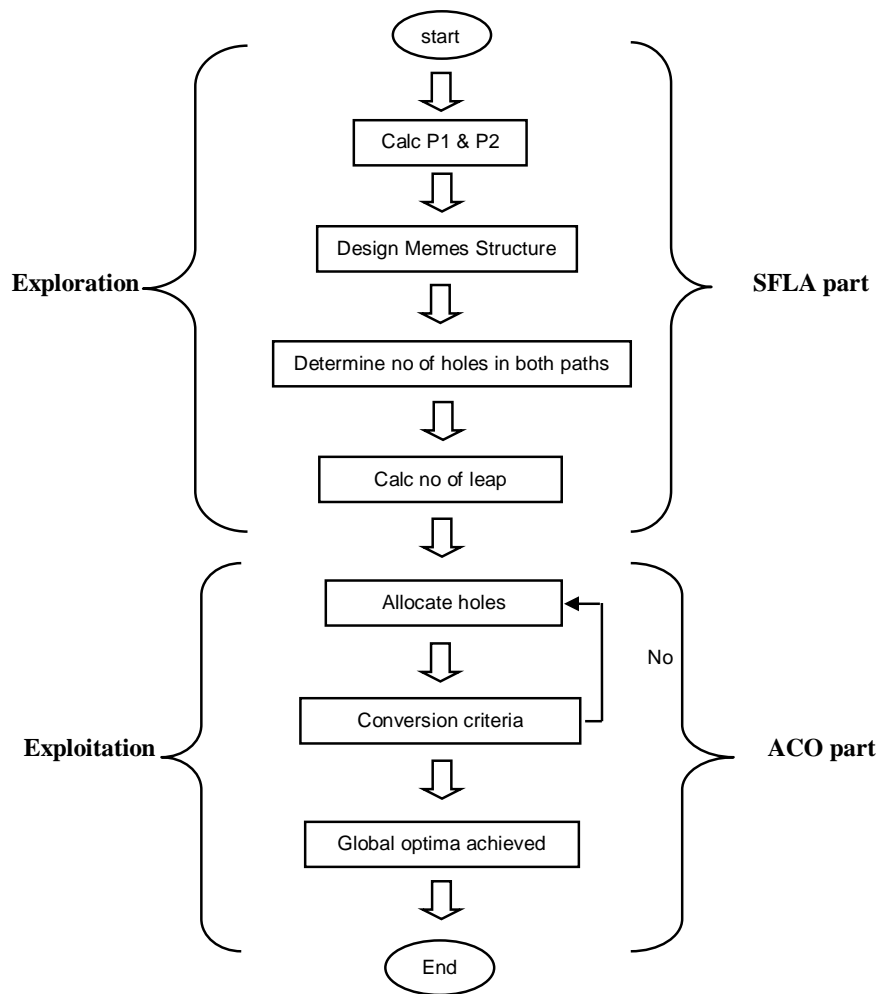 start
Calc P1 & P2
Design Memes Structure
Exploration
SFLA part
Determine no of holes in both paths
Calc no of leap
Allocate holes
No
Conversion criteria
Exploitation
ACO part
Global optima achieved
End